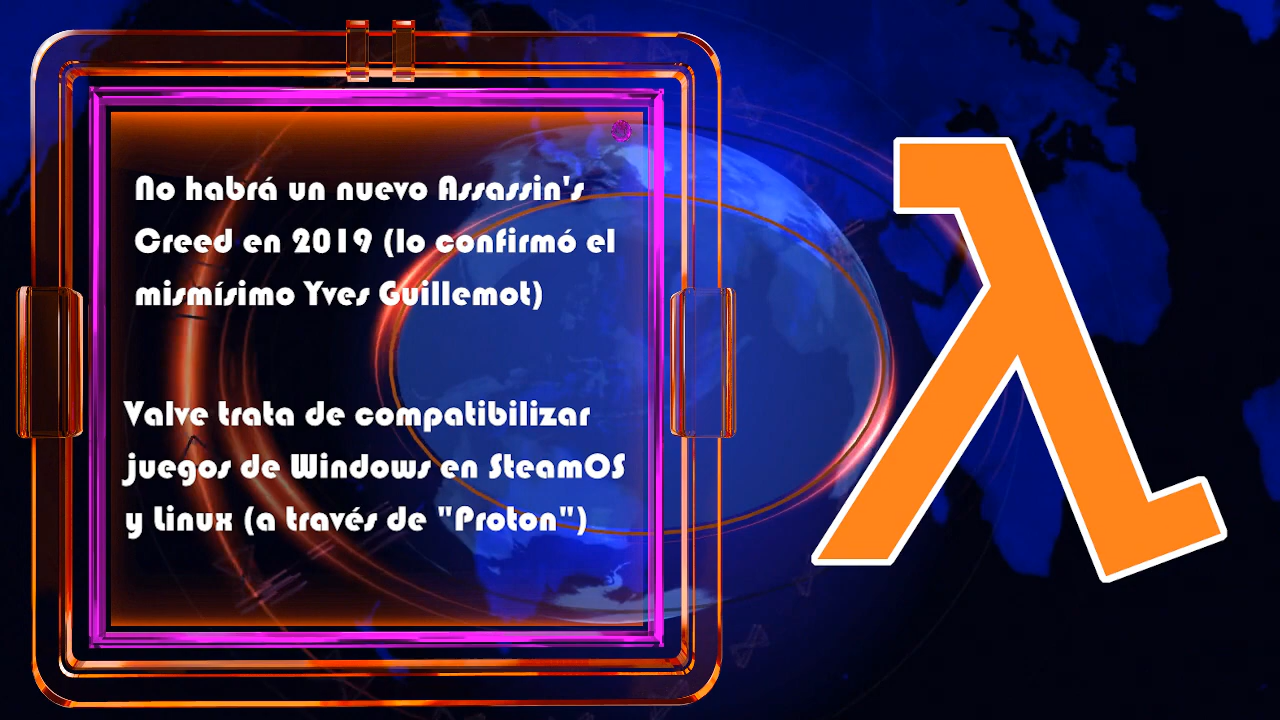 No habrá un nuevo Assassin's
Creed en 2019 (lo confirmó el
mismísimo Yves Guillemot)
Valve trata de compatibilizar
juegos de Windows en SteamOS
y Linux (a través de "Proton")
λ